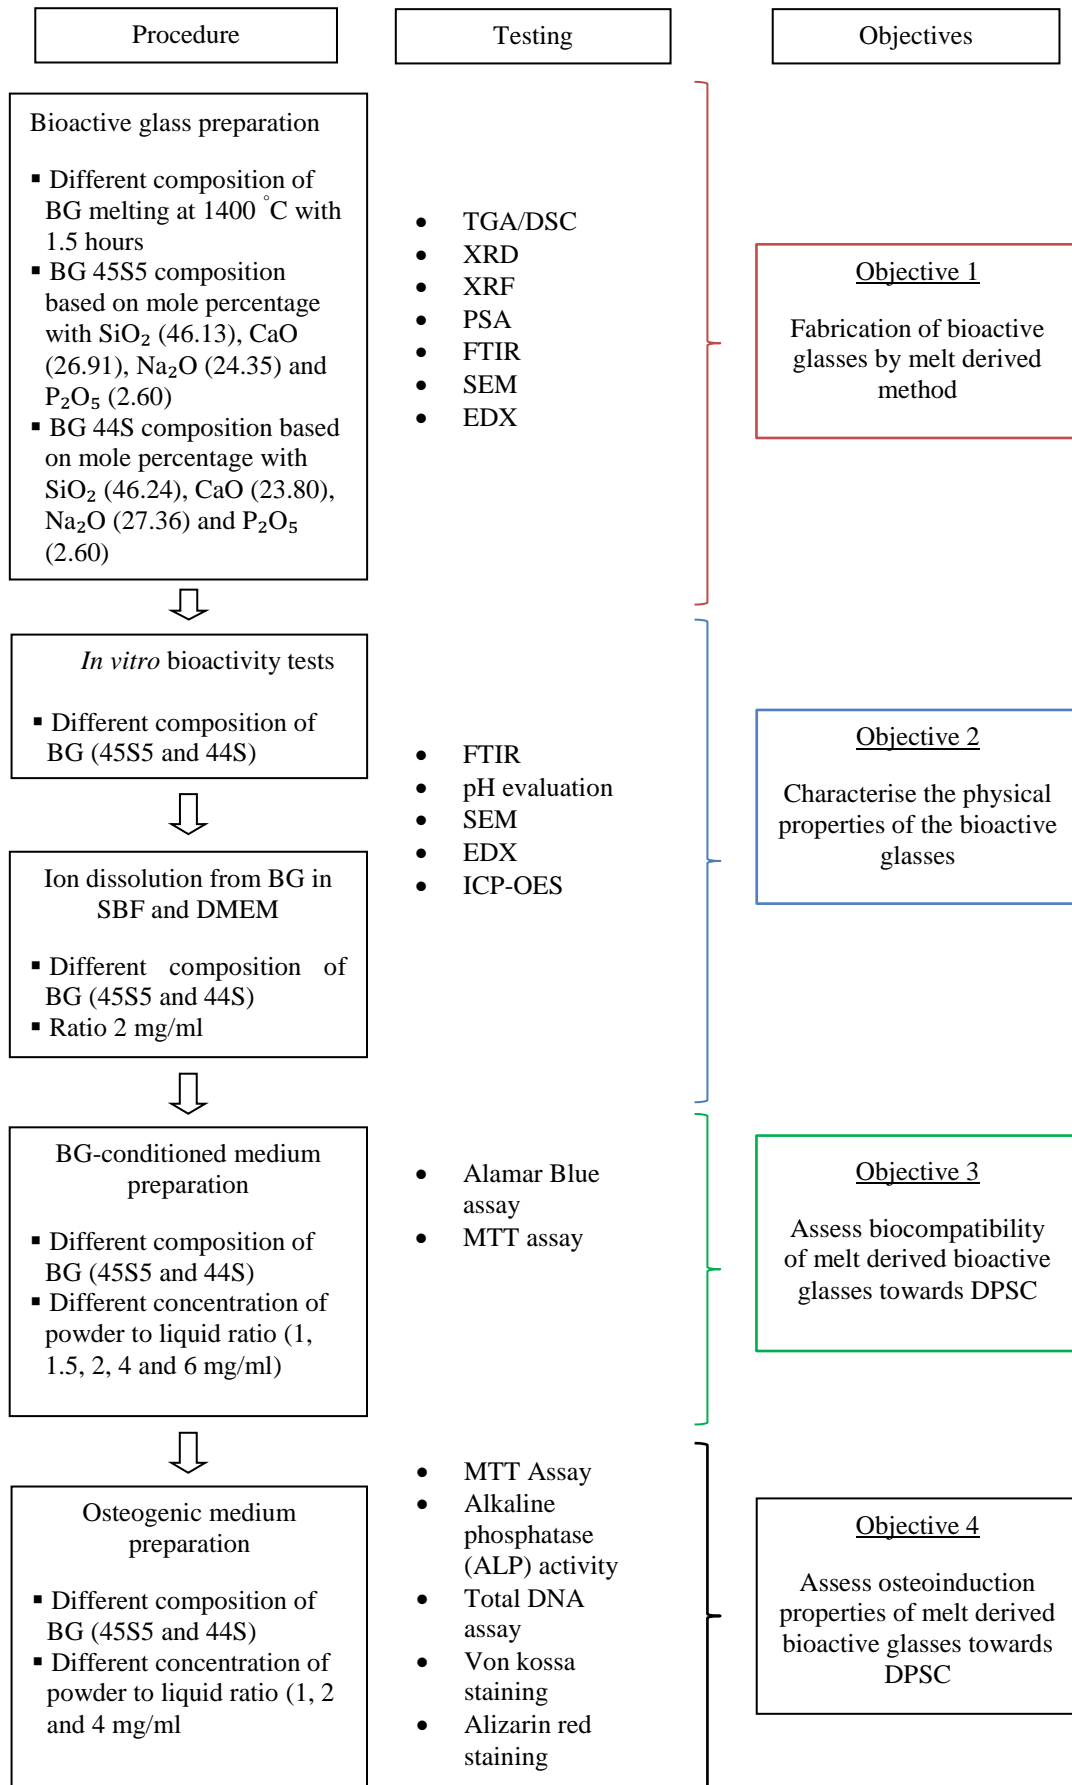 Procedure
Testing
Objectives
Bioactive glass preparation
▪ Different composition of
BG melting at 1400 °C with
1.5 hours
▪ BG 45S5 composition
based on mole percentage
with SiO₂ (46.13), CaO
(26.91), Na₂O (24.35) and
P₂O₅ (2.60)
▪ BG 44S composition based
on mole percentage with
SiO₂ (46.24), CaO (23.80),
Na₂O (27.36) and P₂O₅
(2.60)
• TGA/DSC
• XRD
• XRF
• PSA
• FTIR
• SEM
• EDX
Objective 1
Fabrication of bioactive
glasses by melt derived
method
In vitro bioactivity tests
▪ Different composition of
BG (45S5 and 44S)
Ion dissolution from BG in
SBF and DMEM
▪ Different composition of
BG (45S5 and 44S)
▪ Ratio 2 mg/ml
• FTIR
• pH evaluation
• SEM
• EDX
• ICP-OES
Objective 2
Characterise the physical
properties of the bioactive
glasses
BG-conditioned medium
preparation
▪ Different composition of
BG (45S5 and 44S)
▪ Different concentration of
powder to liquid ratio (1,
1.5, 2, 4 and 6 mg/ml)
• Alamar Blue
assay
• MTT assay
Objective 3
Assess biocompatibility
of melt derived bioactive
glasses towards DPSC
Osteogenic medium
preparation
▪ Different composition of
BG (45S5 and 44S)
▪ Different concentration of
powder to liquid ratio (1, 2
and 4 mg/ml
• MTT Assay
• Alkaline
phosphatase
(ALP) activity
• Total DNA
assay
• Von kossa
staining
• Alizarin red
staining
Objective 4
Assess osteoinduction
properties of melt derived
bioactive glasses towards
DPSC